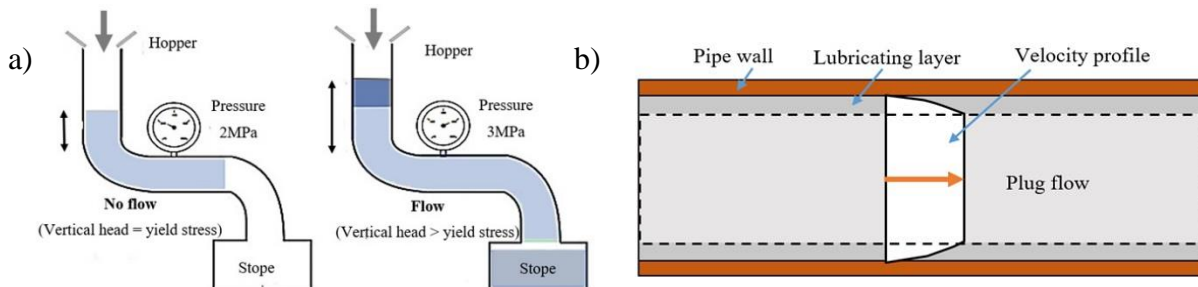 a)
Hopper
Pressure
2MPa
No flow
(Vertical head = yield stress)
Stope
Hopper
Pressure
3MPa
Flow
(Vertical head > yield stress)
Stope
b)
Pipe wall
Lubricating layer
Velocity profile
Plug flow